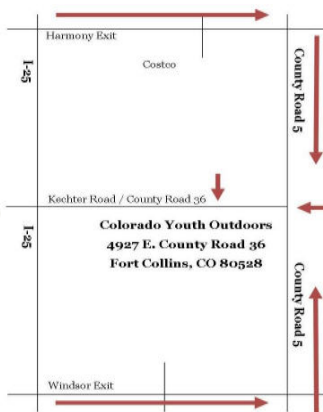 Harmony Exit
I-25
Costco
County Road 5
Kechter Road / County Road 36
I-25
Colorado Youth Outdoors
4927 E. County Road 36
Fort Collins, CO 80528
County Road 5
Windsor Exit